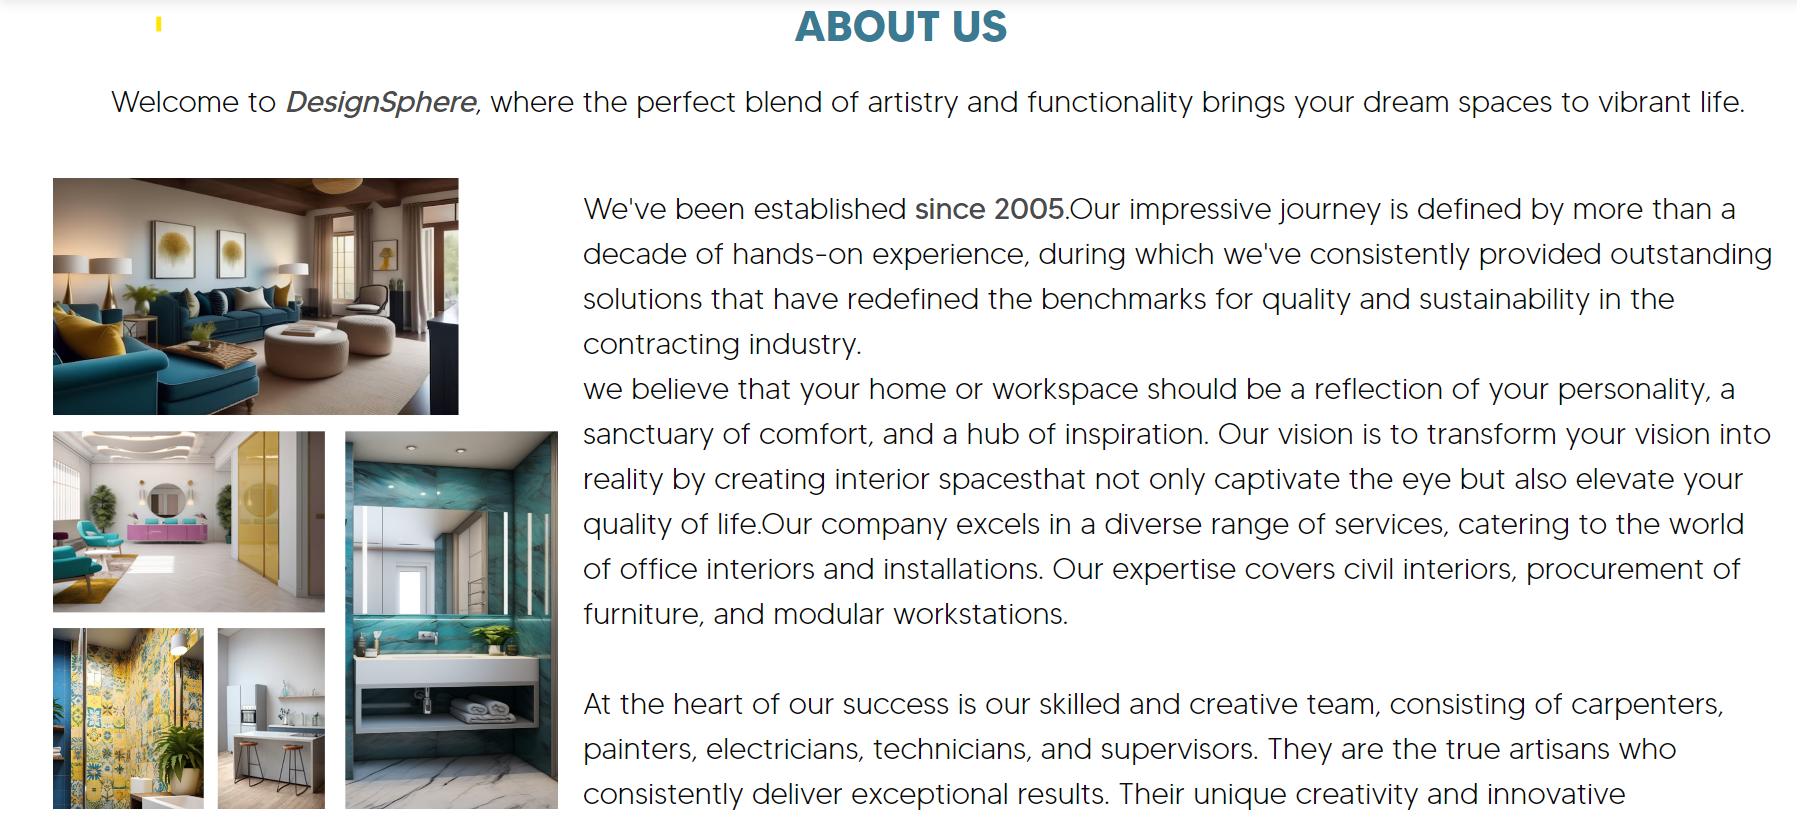 ABOUT US
Welcome to DesignSphere, where the perfect blend of artistry and functionality brings your dream spaces to vibrant life.
We've been established since 2005.Our impressive journey is defined by more than a
decade of hands-on experience, during which we've consistently provided outstanding
solutions that have redefined the benchmarks for quality and sustainability in the
contracting industry.
we believe that your home or workspace should be a reflection of your personality, a
sanctuary of comfort, and a hub of inspiration. Our vision is to transform your vision into
reality by creating interior spacesthat not only captivate the eye but also elevate your
quality of life.Our company excels in a diverse range of services, catering to the world
of office interiors and installations. Our expertise covers civil interiors, procurement of
furniture, and modular workstations.
At the heart of our success is our skilled and creative team, consisting of carpenters,
painters, electricians, technicians, and supervisors. They are the true artisans who
consistently deliver exceptional results. Their unique creativity and innovative